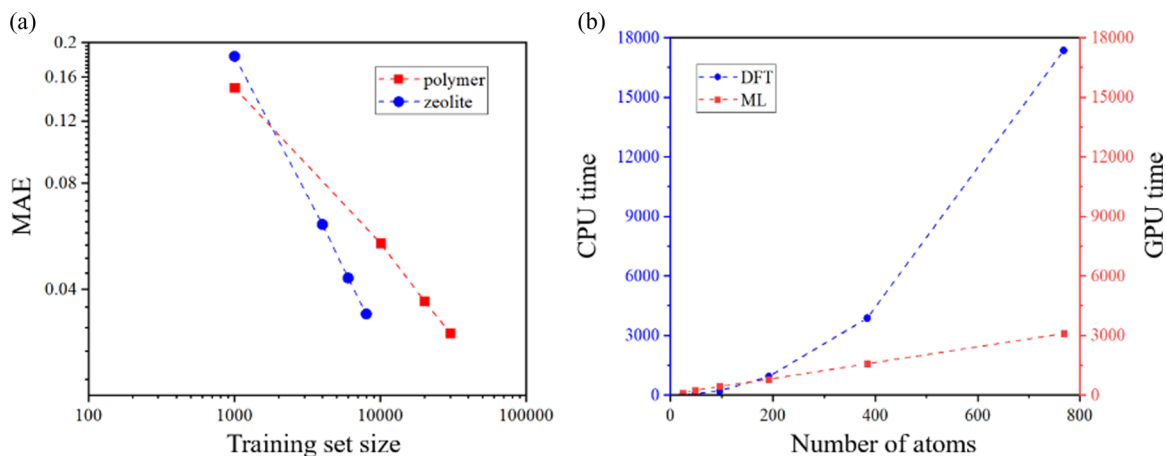 (a)
MAE
0.2
0.16
0.12
0.08
0.04
polymer
zeolite
100
1000
10000
100000
Training set size
(b)
CPU time
18000
15000
12000
9000
6000
3000
0
DFT
ML
0
200
400
600
800
Number of atoms
18000
15000
12000
9000
6000
3000
0
GPU time